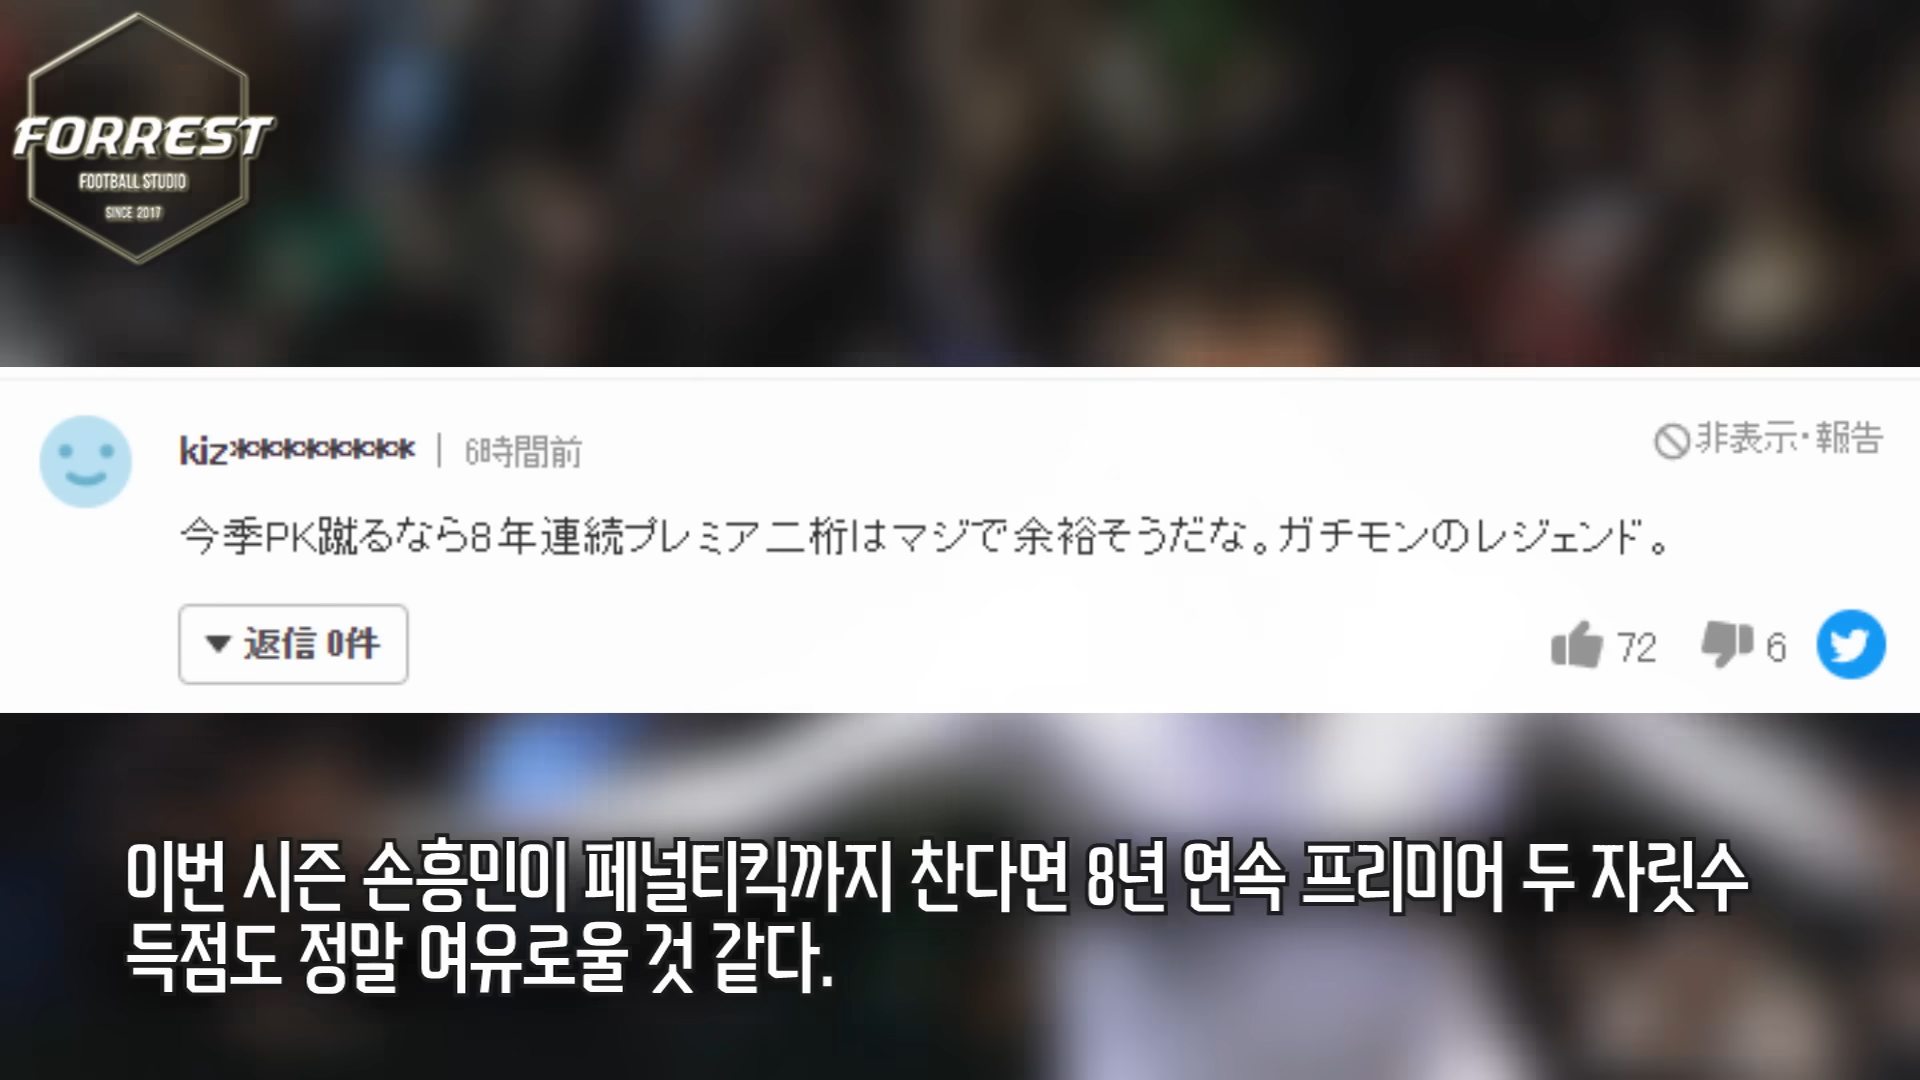 FORREST
FOOTBALL STUDIO
SINCE 2017
kiz********* | 6時間前
非表示・報告
今季PK蹴るなら8年連続プレミア二桁はマジで余裕そうだな。ガチモンのレジェンド。
返信 0件
72
6
이번 시즌 손흥민이 페널티킥까지 찬다면 8년 연속 프리미어 두 자릿수
득점도 정말 여유로울 것 같다.